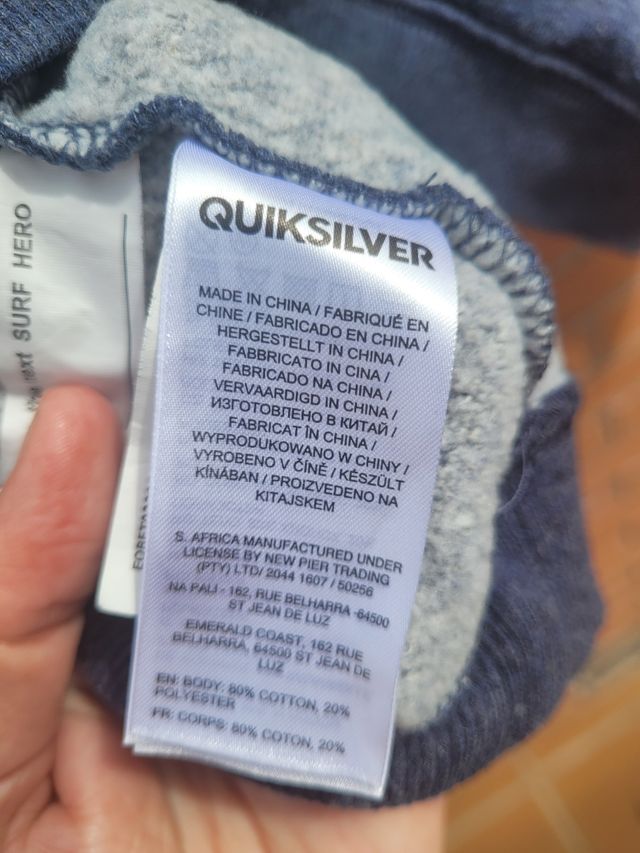 QUIKSILVER
MADE IN CHINA / FABRIQUÉ EN
CHINE / FABRICADO EN CHINA /
HERGESTELLT IN CHINA /
FABBRICATO IN CINA /
FABRICADO NA CHINA /
VERVAARDIGD IN CHINA /
ИЗГОТОВЛЕНО В КИТАЙ /
FABRICAT ÎN CHINA /
WYPRODUKOWANO W CHINY /
VYROBENO V ČÍNĚ / KÉSZÜLT
KÍNÁBAN / PROIZVEDENO NA
KITAJSKEM
S. AFRICA MANUFACTURED UNDER
LICENSE BY NEW PIER TRADING
(PTY) LTD/ 2044 1607 / 50256
NA PALI - 162, RUE BELHARRA -64500
ST JEAN DE LUZ
EMERALD COAST, 162 RUE
BELHARRA, 64500 ST JEAN DE
LUZ
EN: BODY: 80% COTTON, 20%
POLYESTER
FR: CORPS: 80% COTON, 20%
next SURF HERO